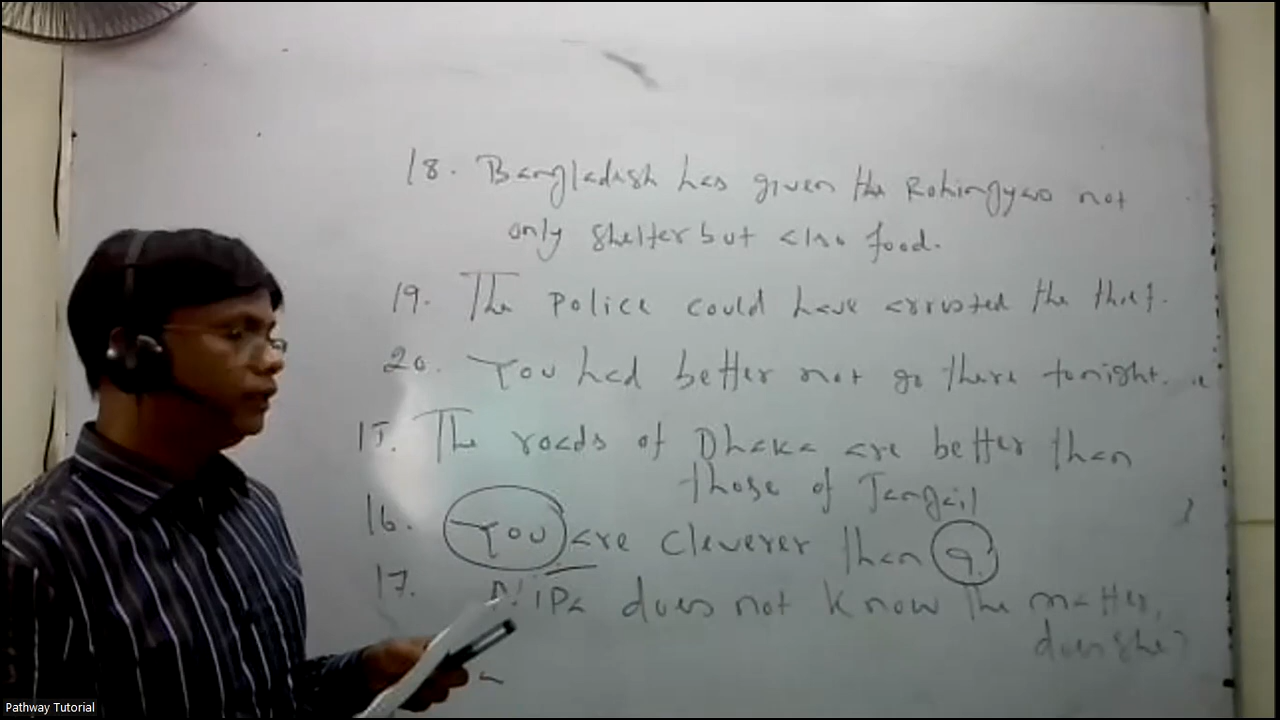 18. Bangladesh has given the Rohingyas not
only shelter but also food.
19. The Police could have arrusted the thief.
20. You had better not go there tonight.
15. The roads of Dhaka are better than
those of Tangail
16. You are cleverer than
17. Nipa does not know the matter,
does she?
Pathway Tutorial